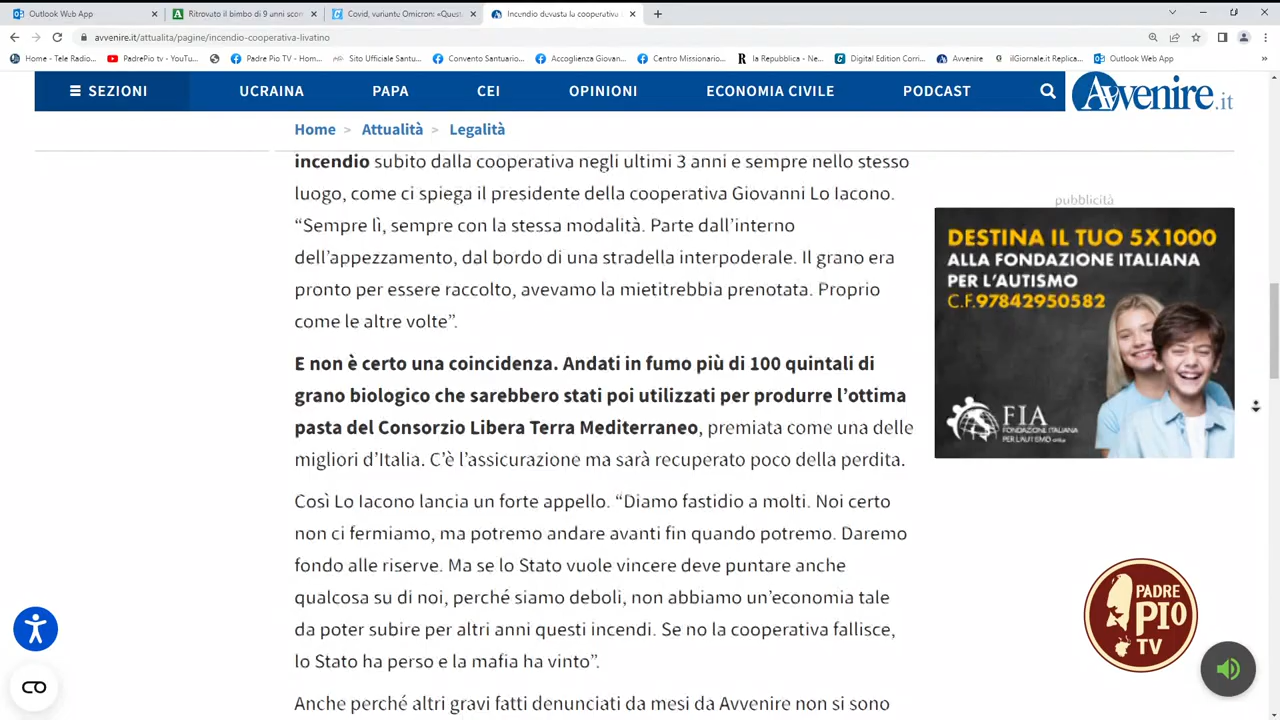 Outlook Web App
Ritrovato il bimbo di 9 anni scom
Covid, variante Omicron: «Quest
Incendio devasta la cooperativa
avvenire.it/attualita/pagine/incendio-cooperativa-livatino
Home - Tele Radio...
PadrePio tv - YouTu...
Padre Pio TV - Hom...
Sito Ufficiale Santu...
Convento Santuario...
Accoglienza Giovan...
Centro Missionario...
la Repubblica - Ne...
Digital Edition Corri...
Avvenire
ilGiornale.it Replica...
Outlook Web App
»
SEZIONI
UCRAINA
PAPA
CEI
OPINIONI
ECONOMIA CIVILE
PODCAST
Avvenire.it
Home > Attualità > Legalità
incendio subito dalla cooperativa negli ultimi 3 anni e sempre nello stesso
luogo, come ci spiega il presidente della cooperativa Giovanni Lo Iacono.
“Sempre lì, sempre con la stessa modalità. Parte dall’interno
dell’appezzamento, dal bordo di una stradella interpoderale. Il grano era
pronto per essere raccolto, avevamo la mietitrebbia prenotata. Proprio
come le altre volte”.
E non è certo una coincidenza. Andati in fumo più di 100 quintali di
grano biologico che sarebbero stati poi utilizzati per produrre l’ottima
pasta del Consorzio Libera Terra Mediterraneo, premiata come una delle
migliori d’Italia. C’è l’assicurazione ma sarà recuperato poco della perdita.
Così Lo Iacono lancia un forte appello. “Diamo fastidio a molti. Noi certo
non ci fermiamo, ma potremo andare avanti fin quando potremo. Daremo
fondo alle riserve. Ma se lo Stato vuole vincere deve puntare anche
qualcosa su di noi, perché siamo deboli, non abbiamo un’economia tale
da poter subire per altri anni questi incendi. Se no la cooperativa fallisce,
lo Stato ha perso e la mafia ha vinto”.
Anche perché altri gravi fatti denunciati da mesi da Avvenire non si sono
pubblicità
DESTINA IL TUO 5X1000
ALLA FONDAZIONE ITALIANA
PER L’AUTISMO
C.F.97842950582
FIA
FONDAZIONE ITALIANA
PER L'AUTISMO onlus
PADRE
PIO
TV